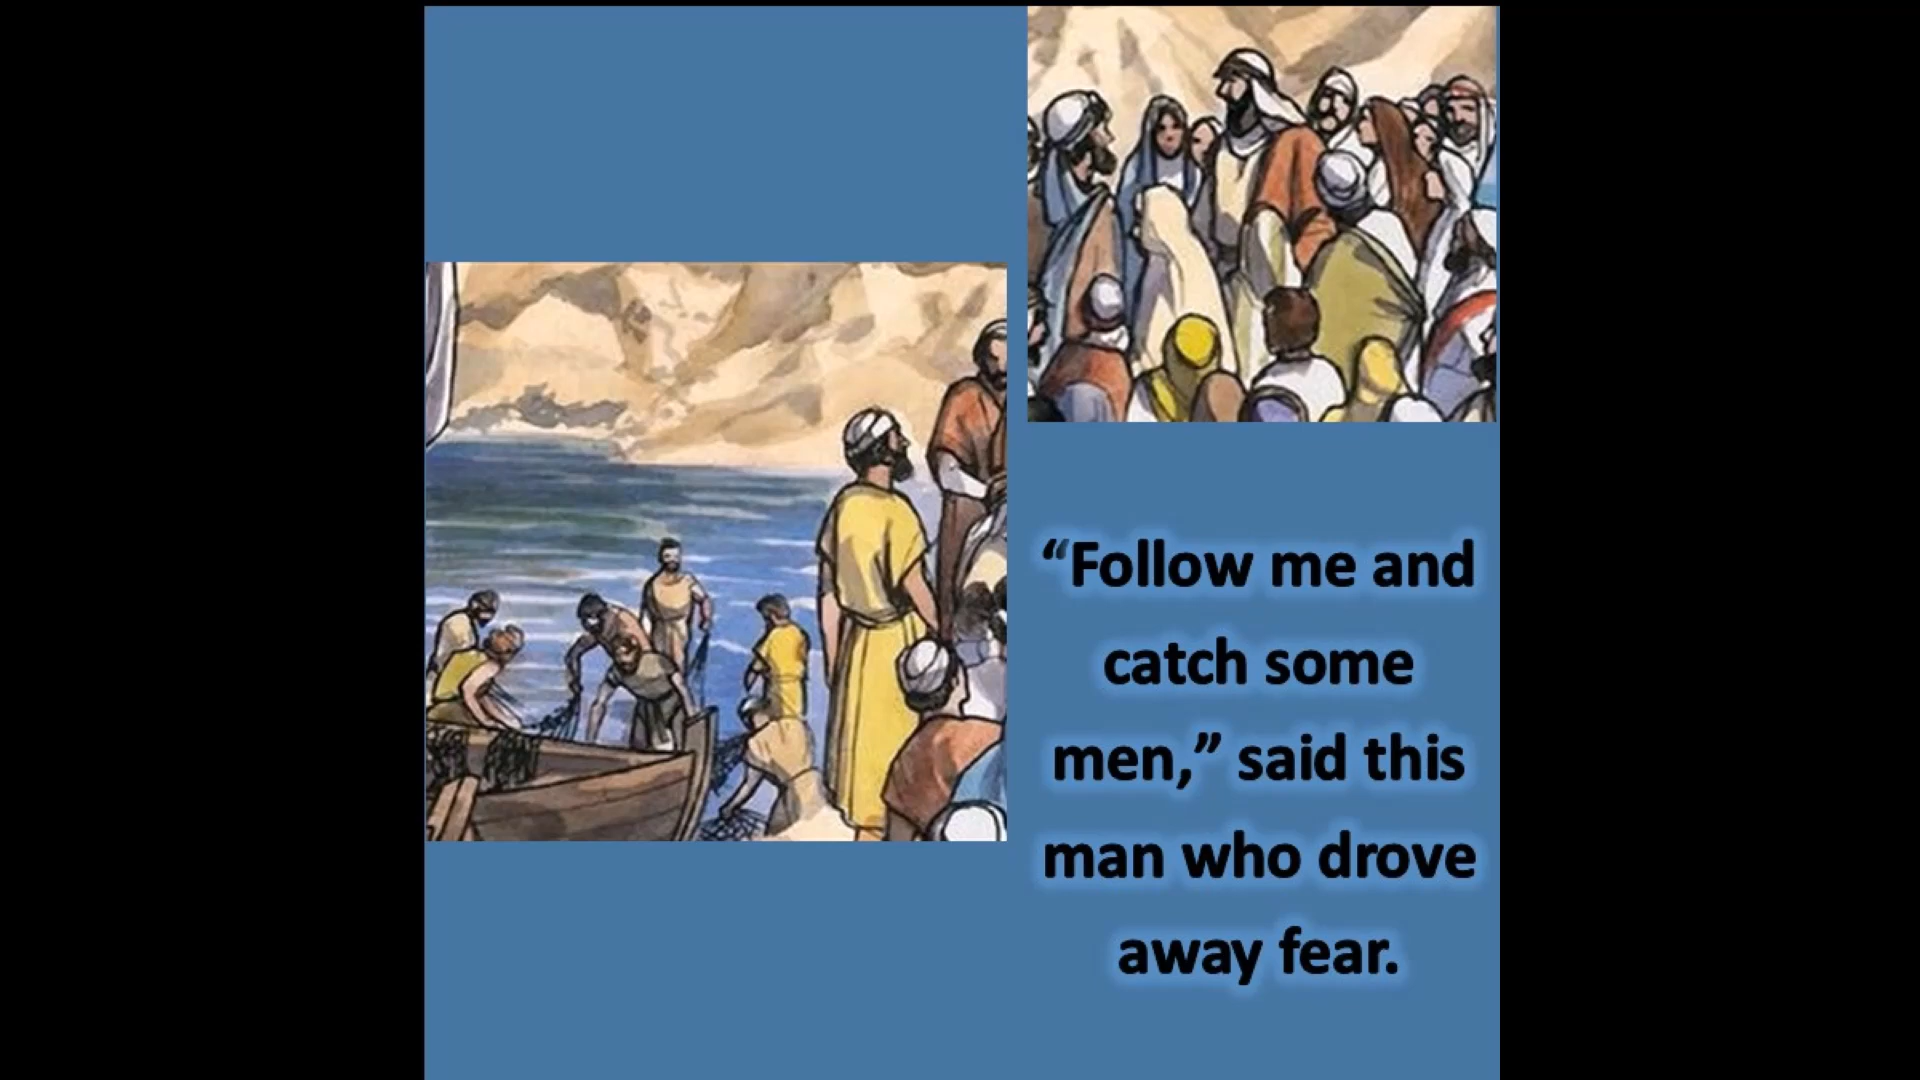 “Follow me and
catch some
men,” said this
man who drove
away fear.